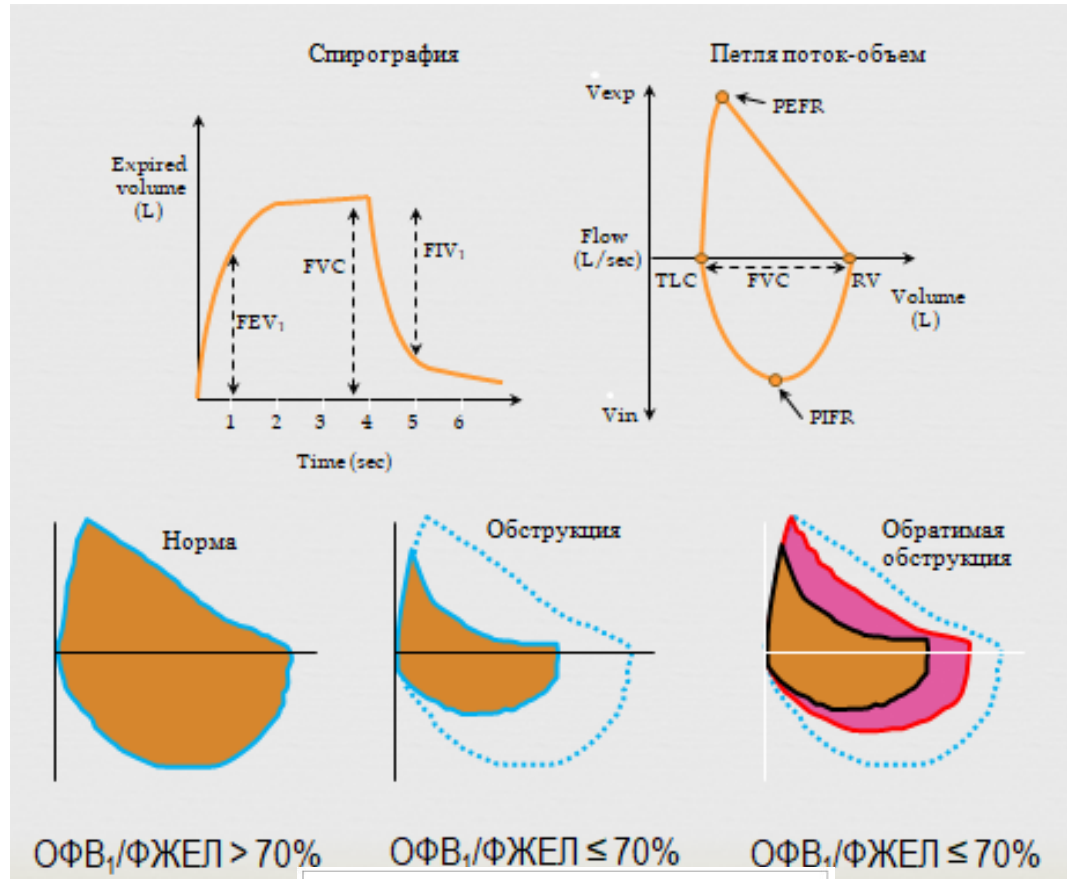 Спирография
Expired
volume
(L)
FEV₁
FVC
FIV₁
1 2 3 4 5 6
Time (sec)
Петля поток-объем
Vexp
PEFR
Flow
(L/sec)
TLC
FVC
RV
Volume
(L)
Vin
PIFR
Норма
Обструкция
Обратимая
обструкция
ОФВ₁/ФЖЕЛ > 70%
ОФВ₁/ФЖЕЛ ≤ 70%
ОФВ₁/ФЖЕЛ ≤ 70%